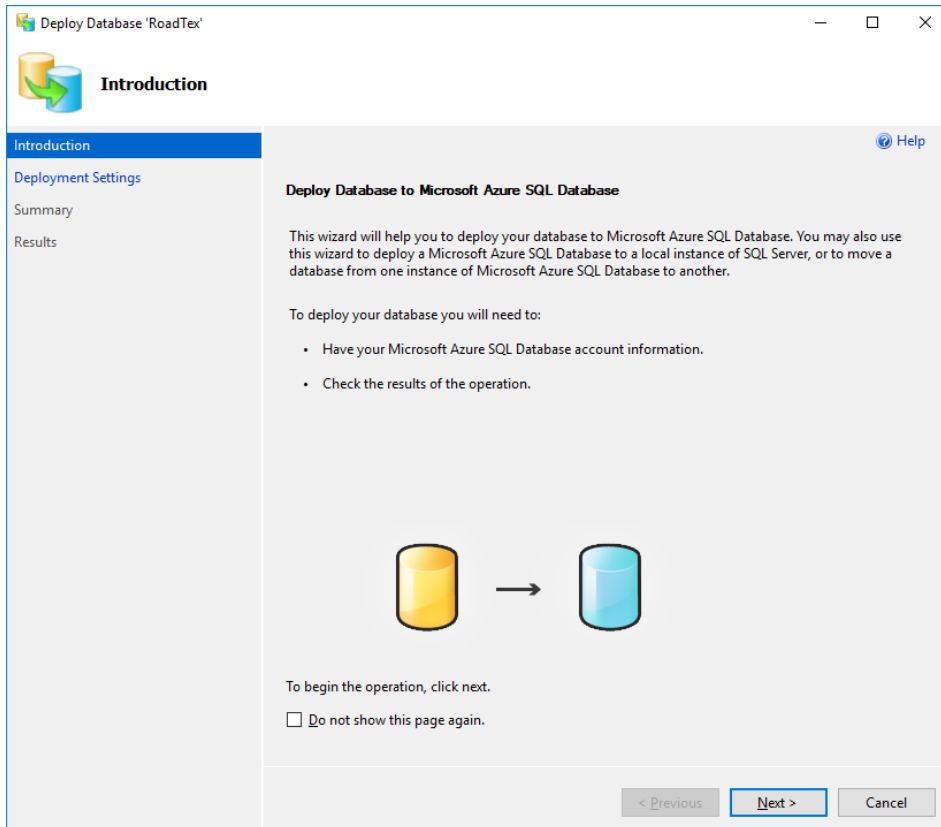 Deploy Database 'RoadTex'
Introduction
Introduction
Deployment Settings
Summary
Results
Help
Deploy Database to Microsoft Azure SQL Database
This wizard will help you to deploy your database to Microsoft Azure SQL Database. You may also use
this wizard to deploy a Microsoft Azure SQL Database to a local instance of SQL Server, or to move a
database from one instance of Microsoft Azure SQL Database to another.
To deploy your database you will need to:
• Have your Microsoft Azure SQL Database account information.
• Check the results of the operation.
To begin the operation, click next.
Do not show this page again.
< Previous
Next >
Cancel